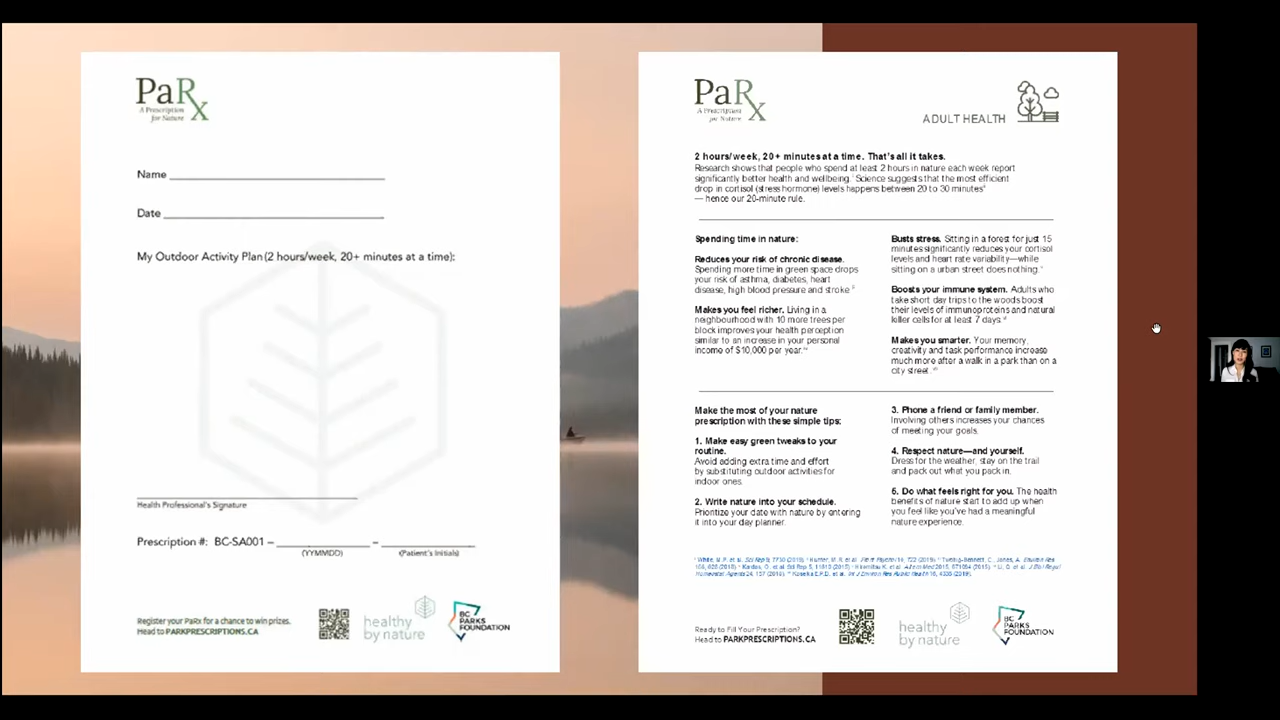 PaRx
A Prescription
for Nature
Name
Date
My Outdoor Activity Plan (2 hours/week, 20+ minutes at a time):
Health Professional's Signature
Prescription #: BC-SA001 – –
(YYMMDD)
(Patient's Initials)
Register your PaRx for a chance to win prizes.
Head to PARKPRESCRIPTIONS.CA
healthy
by nature
BC
PARKS
FOUNDATION
PaRx
A Prescription
for Nature
ADULT HEALTH
2 hours/week, 20+ minutes at a time. That's all it takes.
Research shows that people who spend at least 2 hours in nature each week report
significantly better health and wellbeing. Science suggests that the most efficient
drop in cortisol (stress hormone) levels happens between 20 to 30 minutes
— hence our 20-minute rule.
Spending time in nature:
Reduces your risk of chronic disease.
Spending more time in green space drops
your risk of asthma, diabetes, heart
disease, high blood pressure and stroke.
Makes you feel richer. Living in a
neighbourhood with 10 more trees per
block improves your health perception
similar to an increase in your personal
income of $10,000 per year.
Busts stress. Sitting in a forest for just 15
minutes significantly reduces your cortisol
levels and heart rate variability—while
sitting on a urban street does nothing.
Boosts your immune system. Adults who
take short day trips to the woods boost
their levels of immunoproteins and natural
killer cells for at least 7 days.
Makes you smarter. Your memory,
creativity and task performance increase
much more after a walk in a park than on a
city street.
Make the most of your nature
prescription with these simple tips:
1. Make easy green tweaks to your
routine.
Avoid adding extra time and effort
by substituting outdoor activities for
indoor ones.
2. Write nature into your schedule.
Prioritize your date with nature by entering
it into your day planner.
3. Phone a friend or family member.
Involving others increases your chances
of meeting your goals.
4. Respect nature—and yourself.
Dress for the weather, stay on the trail
and pack out what you pack in.
5. Do what feels right for you. The health
benefits of nature start to add up when
you feel like you've had a meaningful
nature experience.
Ready to Fill Your Prescription?
Head to PARKPRESCRIPTIONS.CA
healthy
by nature
BC
PARKS
FOUNDATION